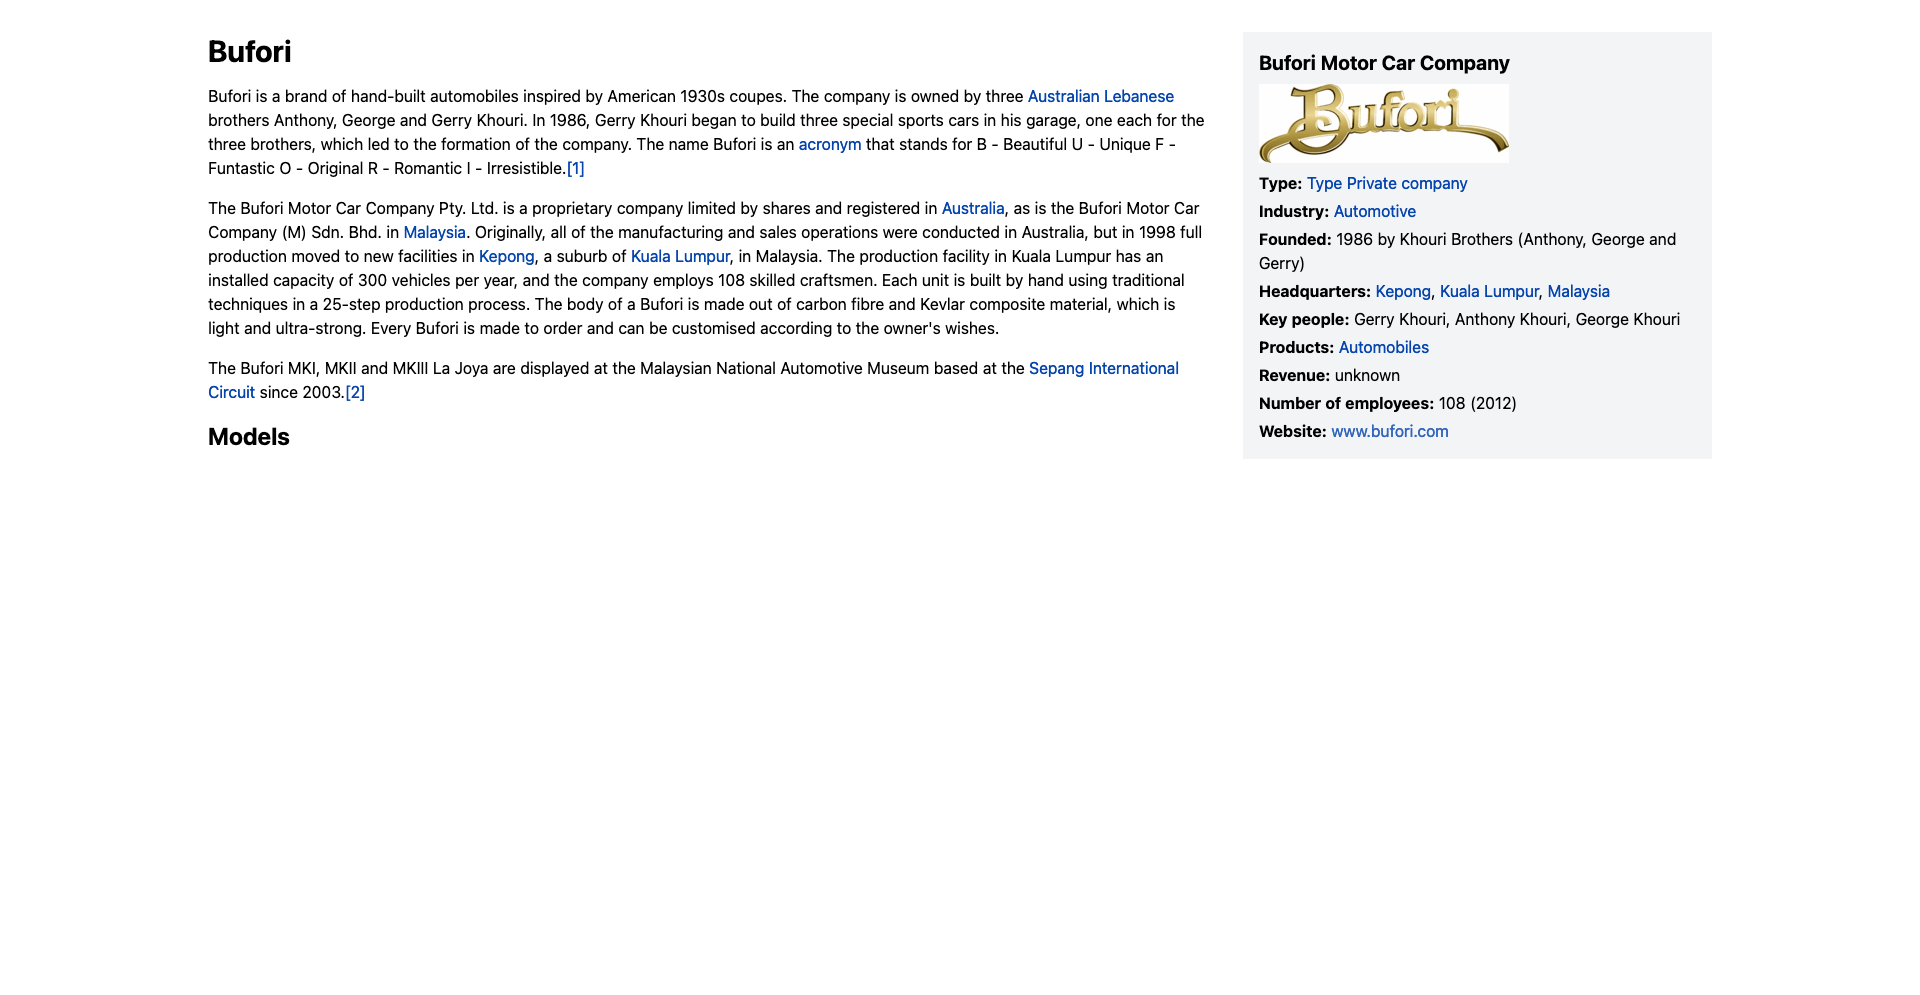 Bufori
Bufori is a brand of hand-built automobiles inspired by American 1930s coupes. The company is owned by three Australian Lebanese
brothers Anthony, George and Gerry Khouri. In 1986, Gerry Khouri began to build three special sports cars in his garage, one each for the
three brothers, which led to the formation of the company. The name Bufori is an acronym that stands for B - Beautiful U - Unique F -
Funtastic O - Original R - Romantic I - Irresistible.[1]
The Bufori Motor Car Company Pty. Ltd. is a proprietary company limited by shares and registered in Australia, as is the Bufori Motor Car
Company (M) Sdn. Bhd. in Malaysia. Originally, all of the manufacturing and sales operations were conducted in Australia, but in 1998 full
production moved to new facilities in Kepong, a suburb of Kuala Lumpur, in Malaysia. The production facility in Kuala Lumpur has an
installed capacity of 300 vehicles per year, and the company employs 108 skilled craftsmen. Each unit is built by hand using traditional
techniques in a 25-step production process. The body of a Bufori is made out of carbon fibre and Kevlar composite material, which is
light and ultra-strong. Every Bufori is made to order and can be customised according to the owner's wishes.
The Bufori MKI, MKII and MKIII La Joya are displayed at the Malaysian National Automotive Museum based at the Sepang International
Circuit since 2003.[2]
Models
Bufori Motor Car Company
Bufori
Type: Type Private company
Industry: Automotive
Founded: 1986 by Khouri Brothers (Anthony, George and
Gerry)
Headquarters: Kepong, Kuala Lumpur, Malaysia
Key people: Gerry Khouri, Anthony Khouri, George Khouri
Products: Automobiles
Revenue: unknown
Number of employees: 108 (2012)
Website: www.bufori.com